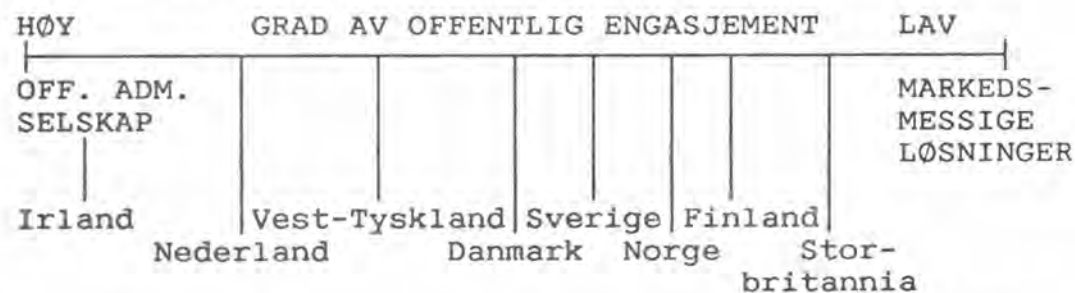 HØY GRAD AV OFFENTLIG ENGASJEMENT LAV
OFF. ADM.
SELSKAP
MARKEDS-
MESSIGE
LØSNINGER
Irland Vest-Tyskland Sverige Finland
Nederland Danmark Norge Stor-
britannia